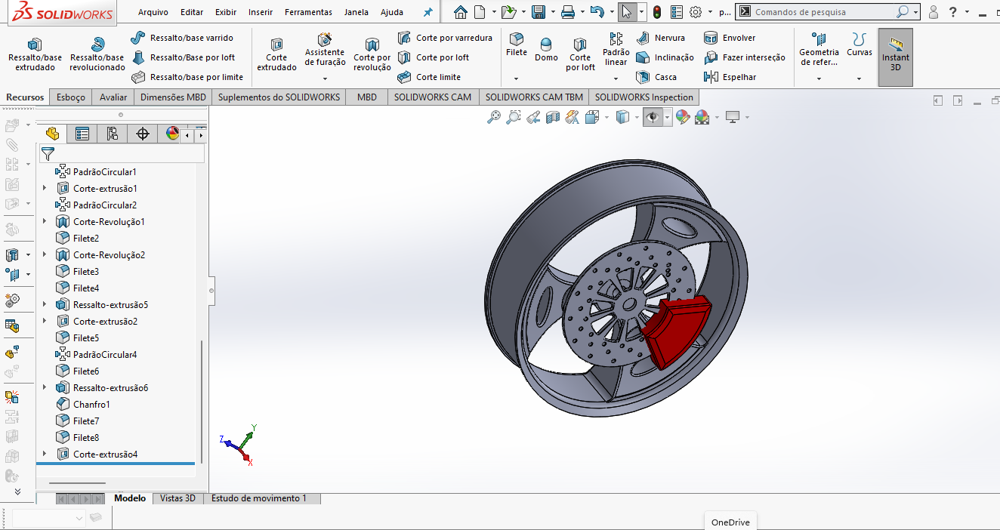 SOLIDWORKS
Arquivo Editar Exibir Inserir Ferramentas Janela Ajuda
p...
Comandos de pesquisa
?
Ressalto/base extrudado
Ressalto/base revolucionado
Ressalto/base varrido
Ressalto/Base por loft
Ressalto/base por limite
Corte extrudado
Assistente de furação
Corte por revolução
Corte por varredura
Corte por loft
Corte limite
Filete
Domo
Corte por loft
Padrão linear
Nervura
Inclinação
Casca
Envolver
Fazer interseção
Espelhar
Geometria de refer...
Curvas
Instant 3D
Recursos Esboço Avaliar Dimensões MBD Suplementos do SOLIDWORKS MBD SOLIDWORKS CAM SOLIDWORKS CAM TBM SOLIDWORKS Inspection
PadrãoCircular1
Corte-extrusão1
PadrãoCircular2
Corte-Revolução1
Filete2
Corte-Revolução2
Filete3
Filete4
Ressalto-extrusão5
Corte-extrusão2
Filete5
PadrãoCircular4
Filete6
Ressalto-extrusão6
Chanfro1
Filete7
Filete8
Corte-extrusão4
Y
Z
X
Modelo Vistas 3D Estudo de movimento 1
OneDrive